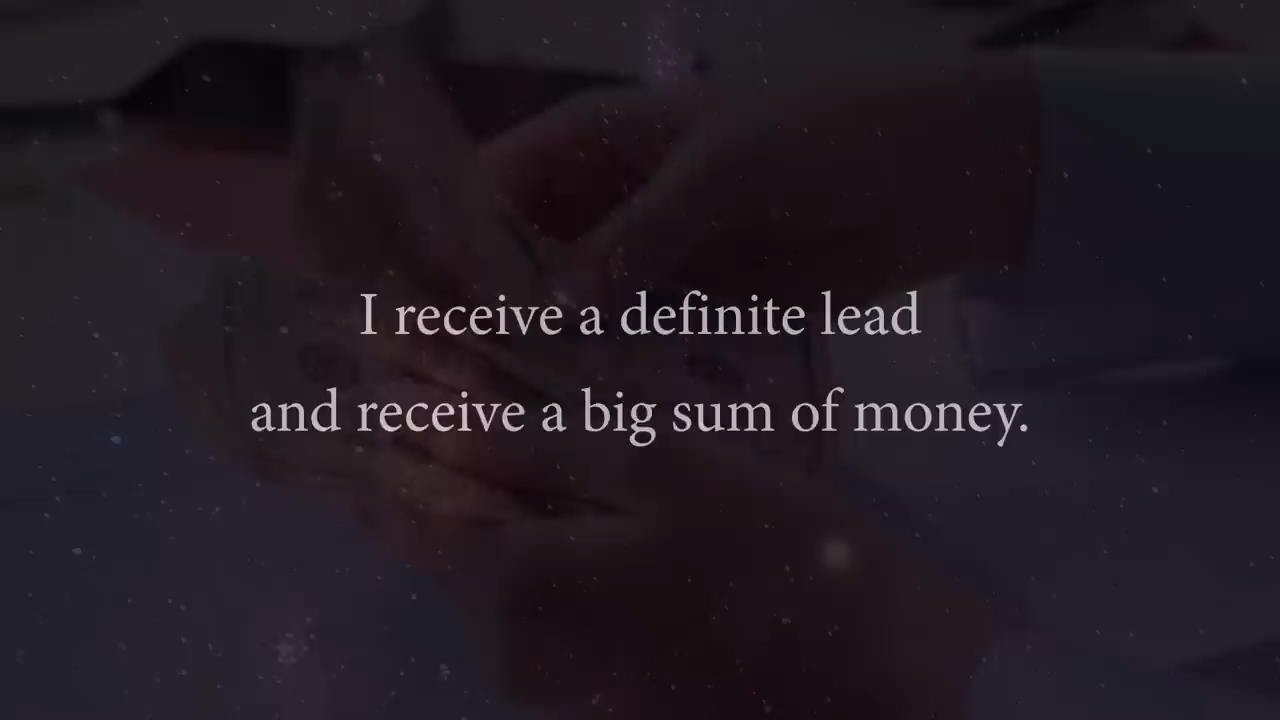 I receive a definite lead
and receive a big sum of money.